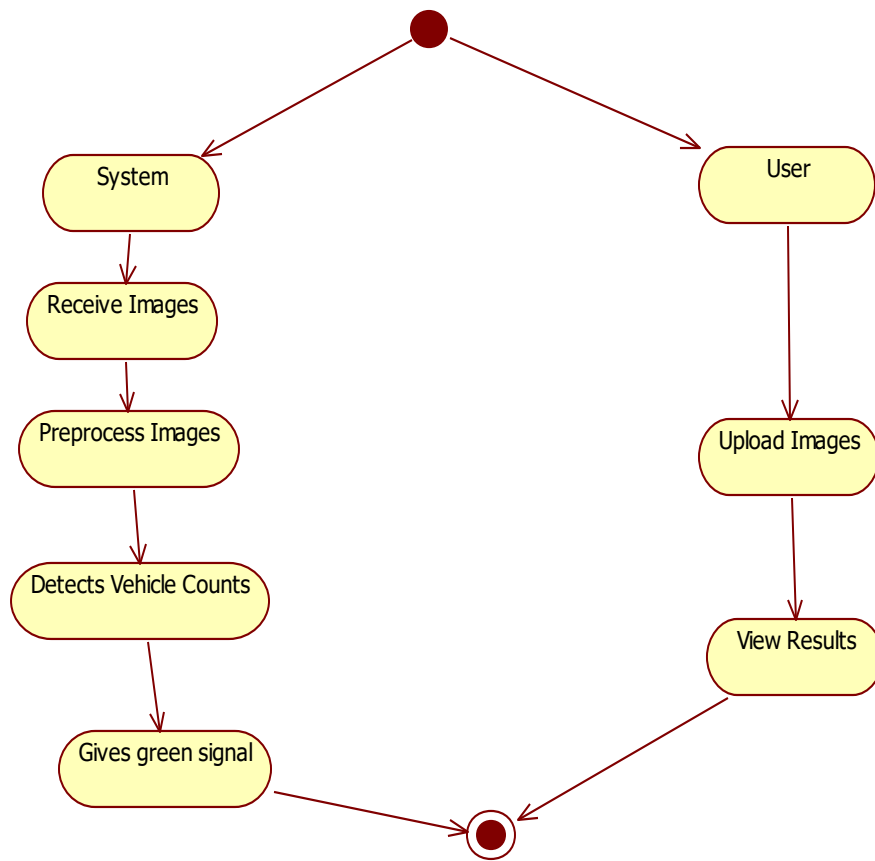 System
User
Receive Images
Preprocess Images
Upload Images
Detects Vehicle Counts
View Results
Gives green signal